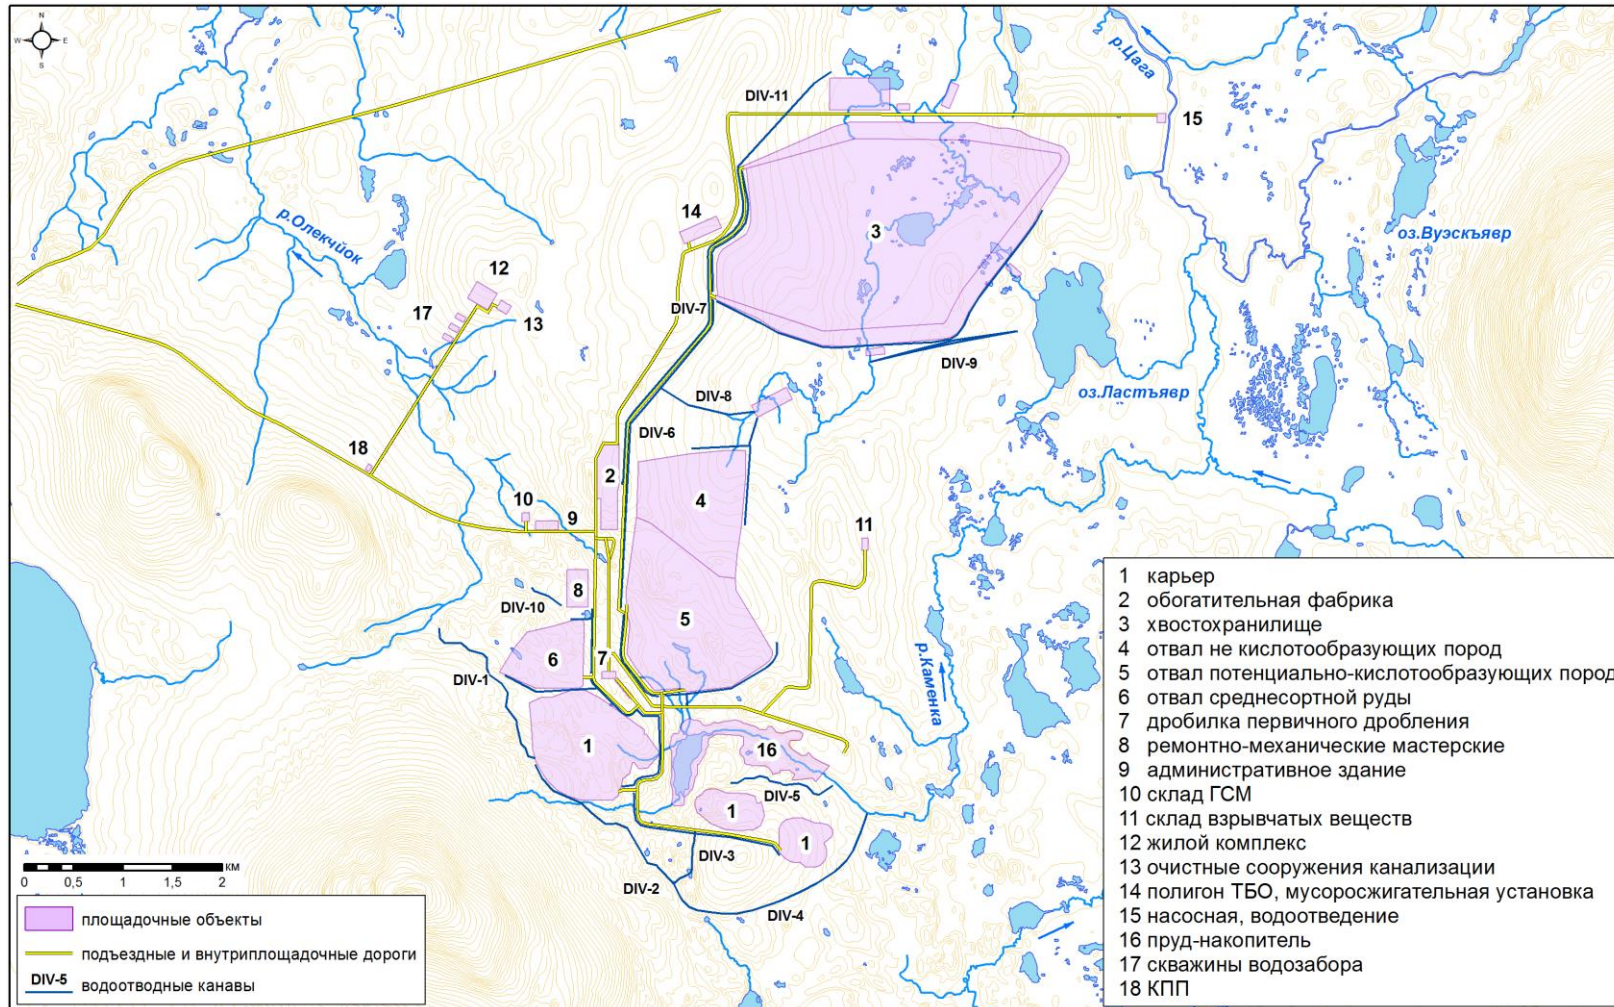 N
W
E
S
DIV-11
р.Цага
15
14
3
р.Олекчйок
оз.Вуэскъявр
12
17
13
DIV-7
DIV-9
оз.Ластъявр
DIV-8
DIV-6
18
2
4
10
9
11
8
DIV-10
5
6
7
DIV-1
р.Каменка
1
16
DIV-5
1
1
DIV-3
DIV-2
DIV-4
км
0 0,5 1 1,5 2
площадочные объекты
подъездные и внутриплощадочные дороги
DIV-5 водоотводные канавы
1 карьер
2 обогатительная фабрика
3 хвостохранилище
4 отвал не кислотообразующих пород
5 отвал потенциально-кислотообразующих пород
6 отвал среднесортной руды
7 дробилка первичного дробления
8 ремонтно-механические мастерские
9 административное здание
10 склад ГСМ
11 склад взрывчатых веществ
12 жилой комплекс
13 очистные сооружения канализации
14 полигон ТБО, мусоросжигательная установка
15 насосная, водоотведение
16 пруд-накопитель
17 скважины водозабора
18 КПП